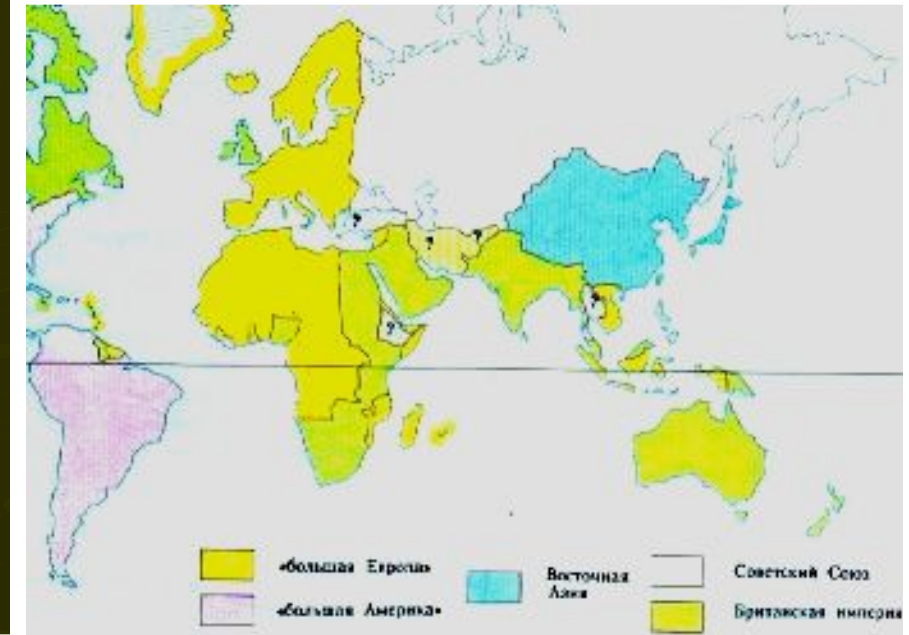 ?
?
?
?
?
«большая Европа»
«большая Америка»
Восточная
Азия
Советский Союз
Британская империя